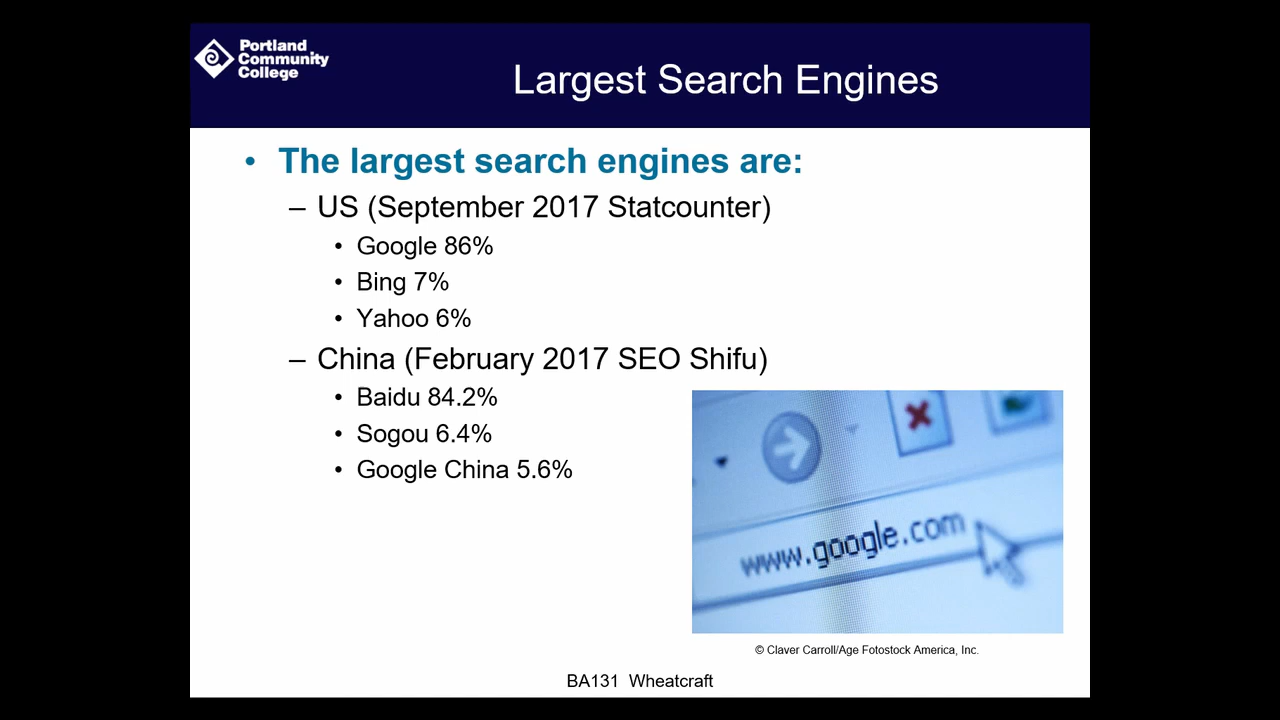 Portland
Community
College
Largest Search Engines
• The largest search engines are:
– US (September 2017 Statcounter)
• Google 86%
• Bing 7%
• Yahoo 6%
– China (February 2017 SEO Shifu)
• Baidu 84.2%
• Sogou 6.4%
• Google China 5.6%
www.google.com
© Claver Carroll/Age Fotostock America, Inc.
BA131 Wheatcraft